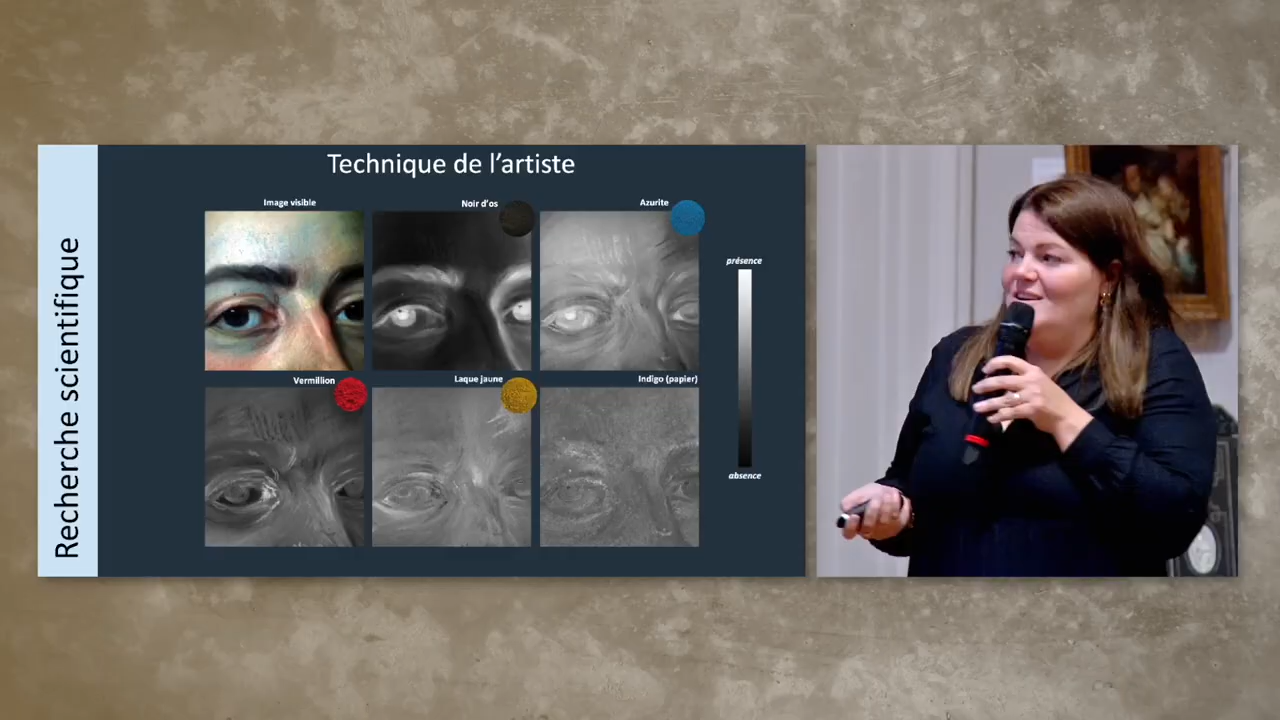 Technique de l'artiste
Recherche scientifique
Image visible
Noir d'os
Azurite
présence
Vermillion
Laque jaune
Indigo (papier)
absence